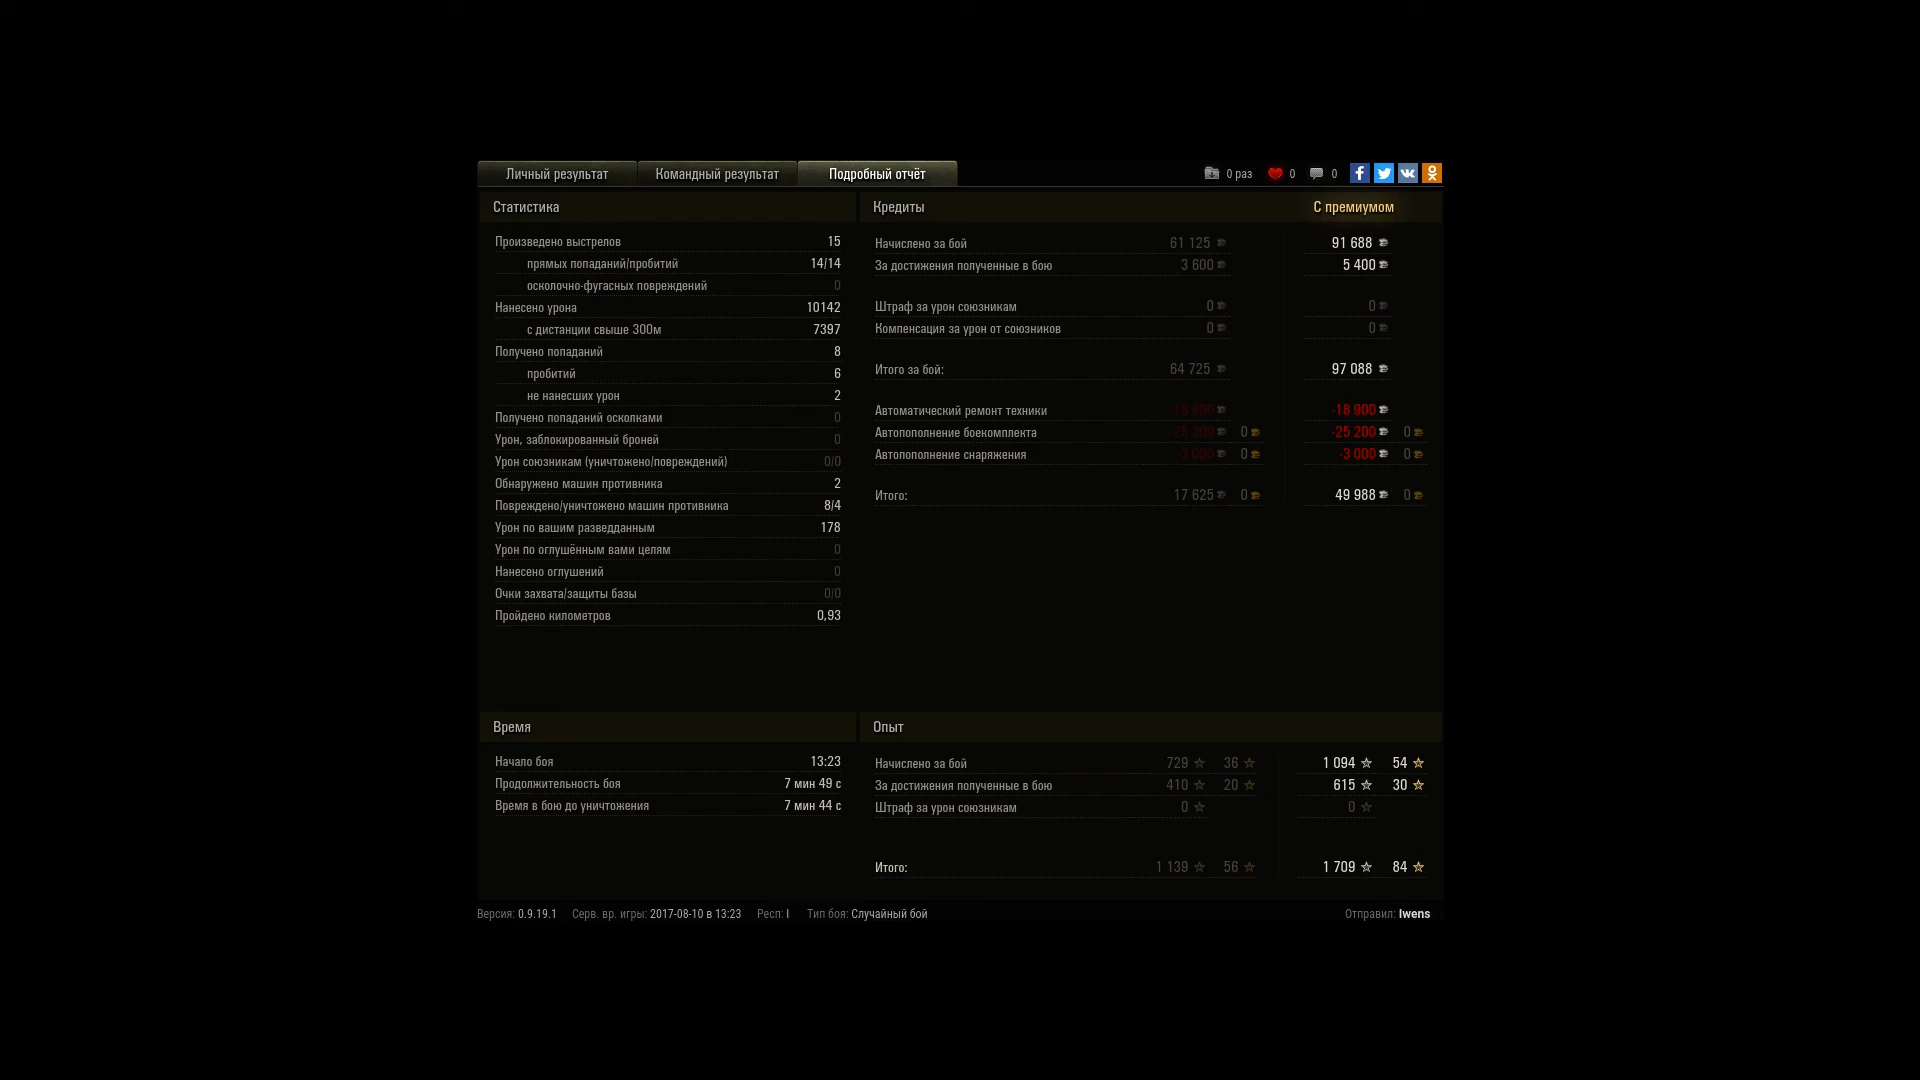 Личный результат Командный результат Подробный отчёт 0 раз 0 0
Статистика
Произведено выстрелов 15
прямых попаданий/пробитий 14/14
осколочно-фугасных повреждений 0
Нанесено урона 10142
с дистанции свыше 300м 7397
Получено попаданий 8
пробитий 6
не нанесших урон 2
Получено попаданий осколками 0
Урон, заблокированный броней 0
Урон союзникам (уничтожено/повреждений) 0/0
Обнаружено машин противника 2
Повреждено/уничтожено машин противника 8/4
Урон по вашим разведданным 178
Урон по оглушённым вами целям 0
Нанесено оглушений 0
Очки захвата/защиты базы 0/0
Пройдено километров 0,93
Кредиты С премиумом
Начислено за бой 61 125 91 688
За достижения полученные в бою 3 600 5 400
Штраф за урон союзникам 0 0
Компенсация за урон от союзников 0 0
Итого за бой: 64 725 97 088
Автоматический ремонт техники -18 900 -18 900
Автопополнение боекомплекта -25 200 0 -25 200 0
Автопополнение снаряжения -3 000 0 -3 000 0
Итого: 17 625 0 49 988 0
Время
Начало боя 13:23
Продолжительность боя 7 мин 49 с
Время в бою до уничтожения 7 мин 44 с
Опыт
Начислено за бой 729 36 1 094 54
За достижения полученные в бою 410 20 615 30
Штраф за урон союзникам 0 0
Итого: 1 139 56 1 709 84
Версия: 0.9.19.1 Серв. вр. игры: 2017-08-10 в 13:23 Респ: I Тип боя: Случайный бой Отправил: Iwens